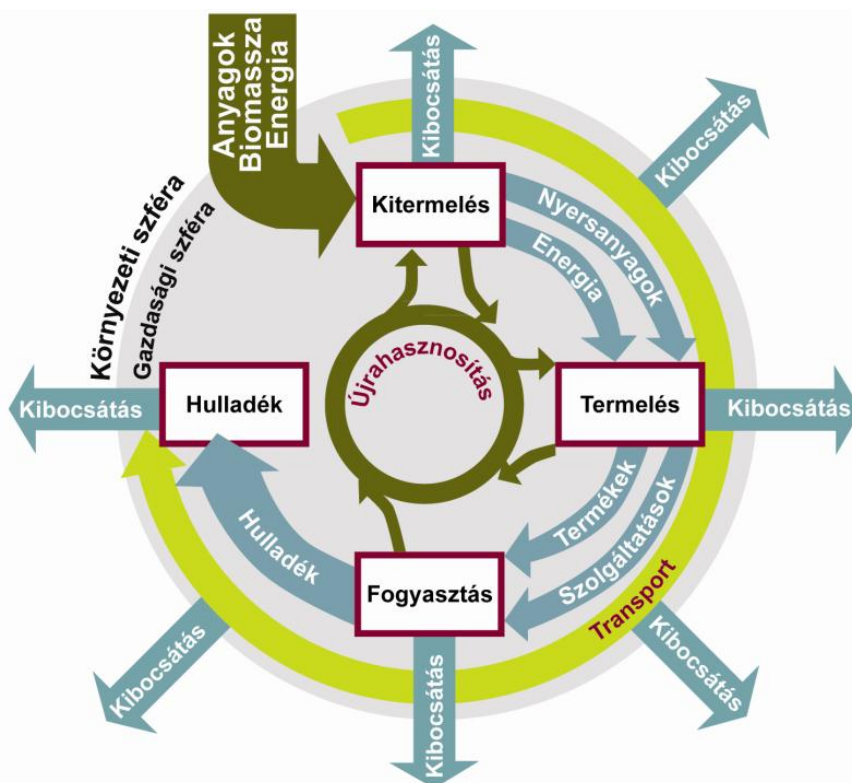 Anyagok
Biomassza
Energia
Kibocsátás
Kibocsátás
Környezeti szféra
Gazdasági szféra
Kitermelés
Nyersanyagok
Energia
Újrahasznosítás
Kibocsátás
Hulladék
Termelés
Kibocsátás
Hulladék
Termékek
Szolgáltatások
Transport
Fogyasztás
Kibocsátás
Kibocsátás
Kibocsátás